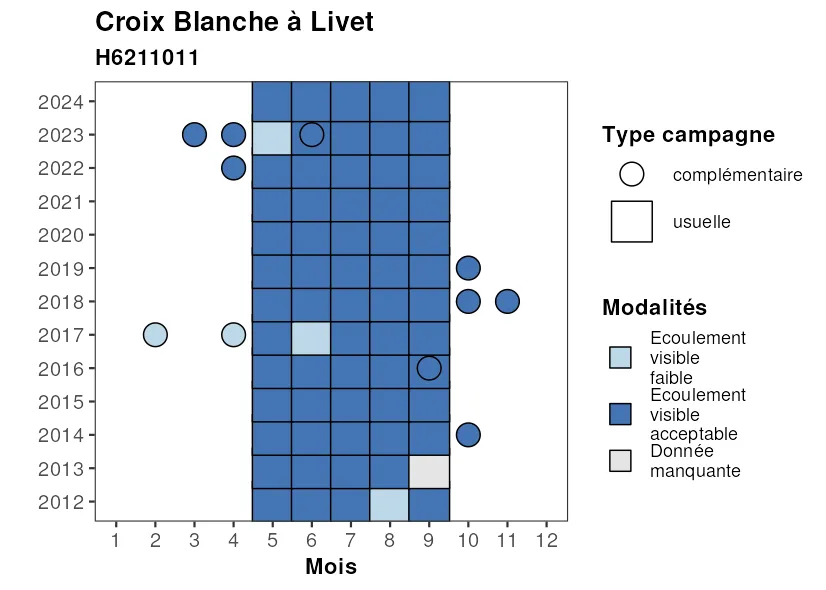 Croix Blanche à Livet
H6211011
2024
2023
2022
2021
2020
2019
2018
2017
2016
2015
2014
2013
2012
1 2 3 4 5 6 7 8 9 10 11 12
Mois
Type campagne
complémentaire
usuelle
Modalités
Ecoulement
visible
faible
Ecoulement
visible
acceptable
Donnée
manquante